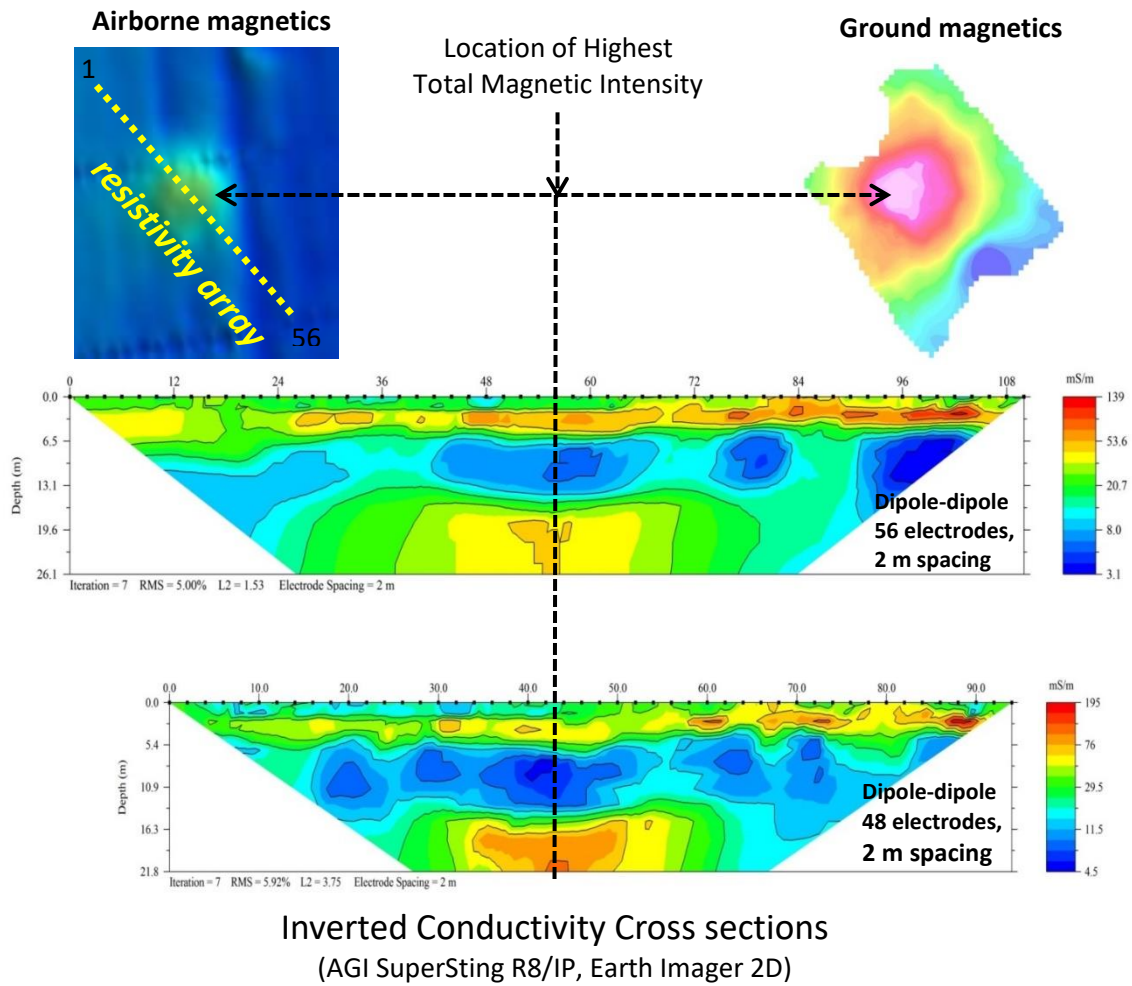 Airborne magnetics
Location of Highest
Total Magnetic Intensity
Ground magnetics
1
resistivity array
56
0 12 24 36 48 60 72 84 96 108
mS/m
0.0
6.5
13.1
19.6
26.1
Depth (m)
139
53.6
20.7
8.0
3.1
Dipole-dipole
56 electrodes,
2 m spacing
Iteration = 7 RMS = 5.00% L2 = 1.53 Electrode Spacing = 2 m
0.0 10.0 20.0 30.0 40.0 50.0 60.0 70.0 80.0 90.0
mS/m
0.0
5.4
10.9
16.3
21.8
Depth (m)
195
76
29.5
11.5
4.5
Dipole-dipole
48 electrodes,
2 m spacing
Iteration = 7 RMS = 5.92% L2 = 3.75 Electrode Spacing = 2 m
Inverted Conductivity Cross sections
(AGI SuperSting R8/IP, Earth Imager 2D)